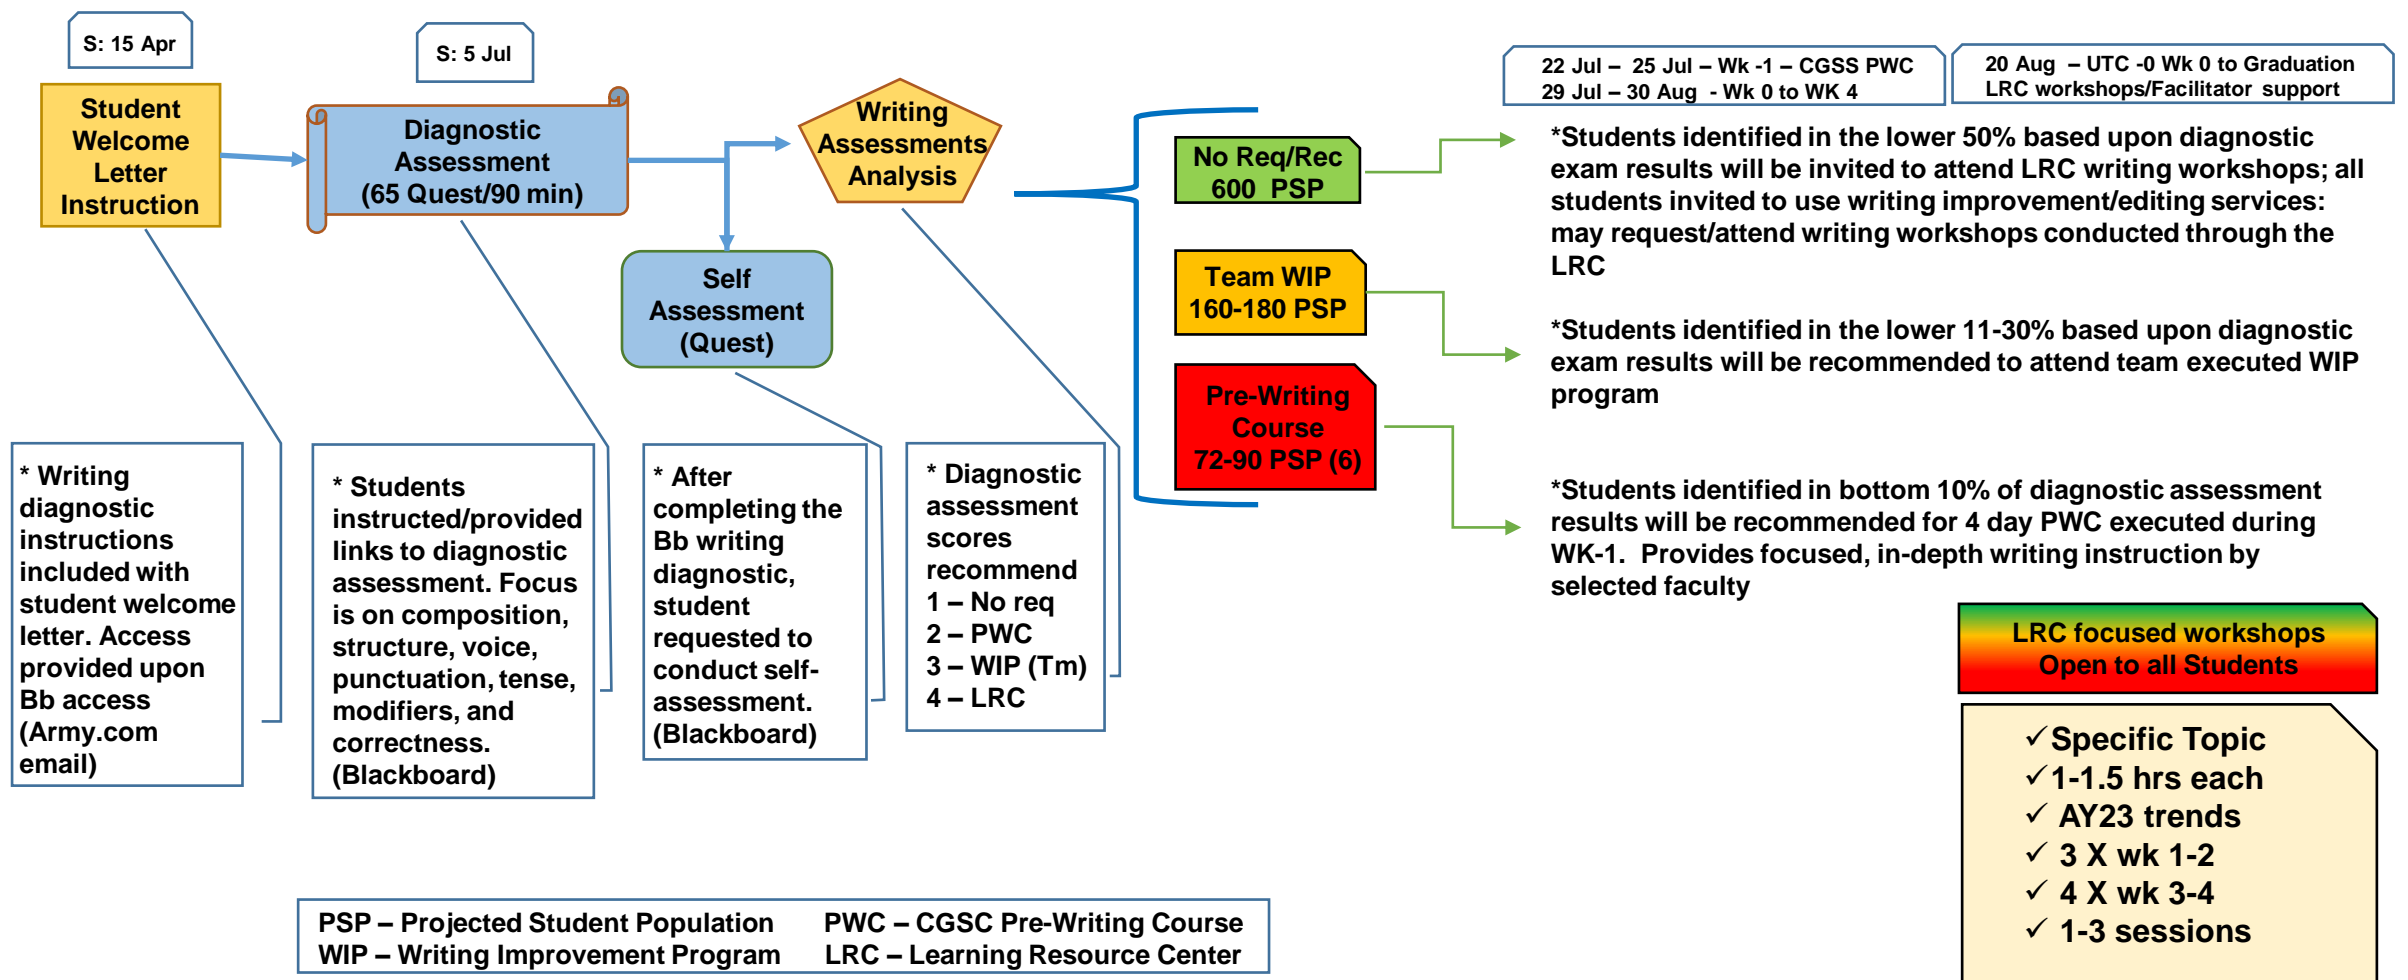 S: 15 Apr
Student
Welcome
Letter
Instruction
S: 5 Jul
Diagnostic
Assessment
(65 Quest/90 min)
Self
Assessment
(Quest)
Writing
Assessments
Analysis
No Req/Rec
600 PSP
Team WIP
160-180 PSP
Pre-Writing
Course
72-90 PSP (6)
22 Jul – 25 Jul – Wk -1 – CGSS PWC
29 Jul – 30 Aug - Wk 0 to WK 4
20 Aug – UTC -0 Wk 0 to Graduation
LRC workshops/Facilitator support
*Students identified in the lower 50% based upon diagnostic
exam results will be invited to attend LRC writing workshops; all
students invited to use writing improvement/editing services:
may request/attend writing workshops conducted through the
LRC
*Students identified in the lower 11-30% based upon diagnostic
exam results will be recommended to attend team executed WIP
program
*Students identified in bottom 10% of diagnostic assessment
results will be recommended for 4 day PWC executed during
WK-1. Provides focused, in-depth writing instruction by
selected faculty
* Writing
diagnostic
instructions
included with
student welcome
letter. Access
provided upon
Bb access
(Army.com
email)
* Students
instructed/provided
links to diagnostic
assessment. Focus
is on composition,
structure, voice,
punctuation, tense,
modifiers, and
correctness.
(Blackboard)
* After
completing the
Bb writing
diagnostic,
student
requested to
conduct self-
assessment.
(Blackboard)
* Diagnostic
assessment
scores
recommend
1 – No req
2 – PWC
3 – WIP (Tm)
4 – LRC
LRC focused workshops
Open to all Students
✓Specific Topic
✓1-1.5 hrs each
✓ AY23 trends
✓ 3 X wk 1-2
✓ 4 X wk 3-4
✓ 1-3 sessions
PSP – Projected Student Population PWC – CGSC Pre-Writing Course
WIP – Writing Improvement Program LRC – Learning Resource Center